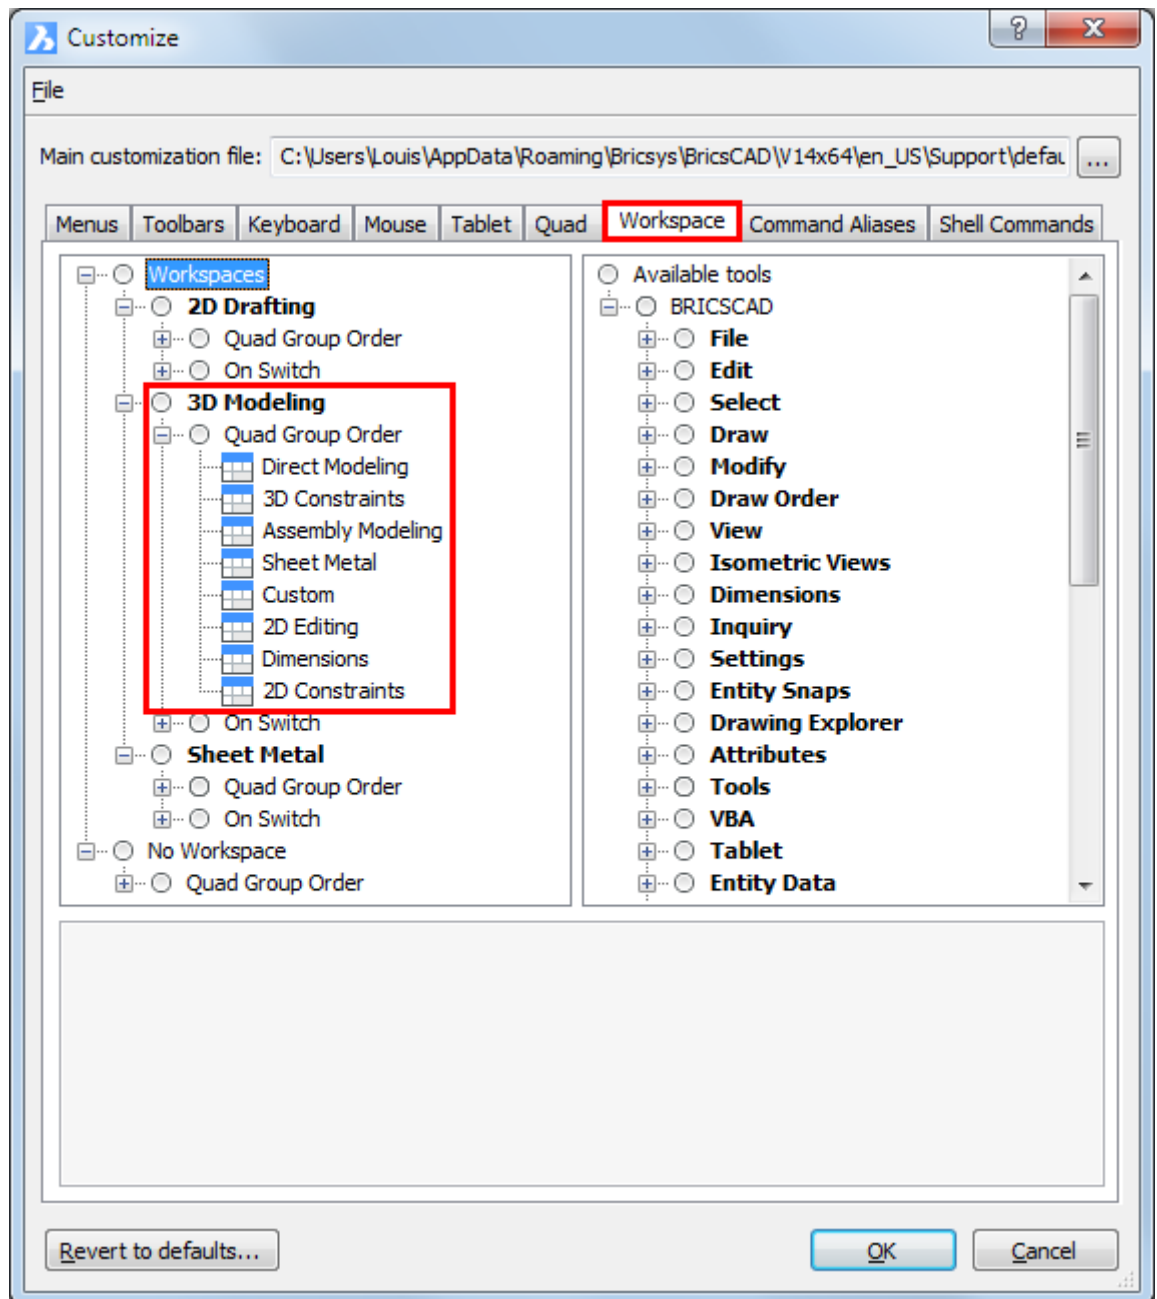 Customize
File
Main customization file: C:\Users\Louis\AppData\Roaming\Bricsys\BricsCAD\V14x64\en_US\Support\defau ...
Menus Toolbars Keyboard Mouse Tablet Quad Workspace Command Aliases Shell Commands
Workspaces
2D Drafting
Quad Group Order
On Switch
3D Modeling
Quad Group Order
Direct Modeling
3D Constraints
Assembly Modeling
Sheet Metal
Custom
2D Editing
Dimensions
2D Constraints
On Switch
Sheet Metal
Quad Group Order
On Switch
No Workspace
Quad Group Order
Available tools
BRICSCAD
File
Edit
Select
Draw
Modify
Draw Order
View
Isometric Views
Dimensions
Inquiry
Settings
Entity Snaps
Drawing Explorer
Attributes
Tools
VBA
Tablet
Entity Data
Revert to defaults... OK Cancel